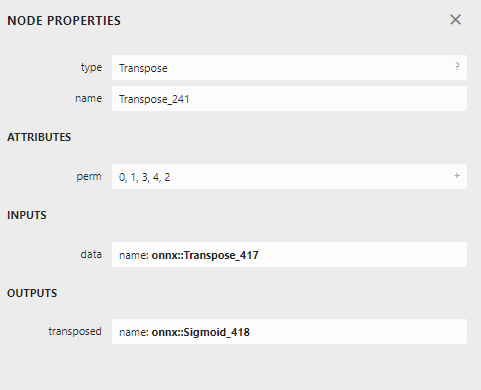 NODE PROPERTIES ×
type Transpose ?
name Transpose_241
ATTRIBUTES
perm 0, 1, 3, 4, 2 +
INPUTS
data name: onnx::Transpose_417
OUTPUTS
transposed name: onnx::Sigmoid_418